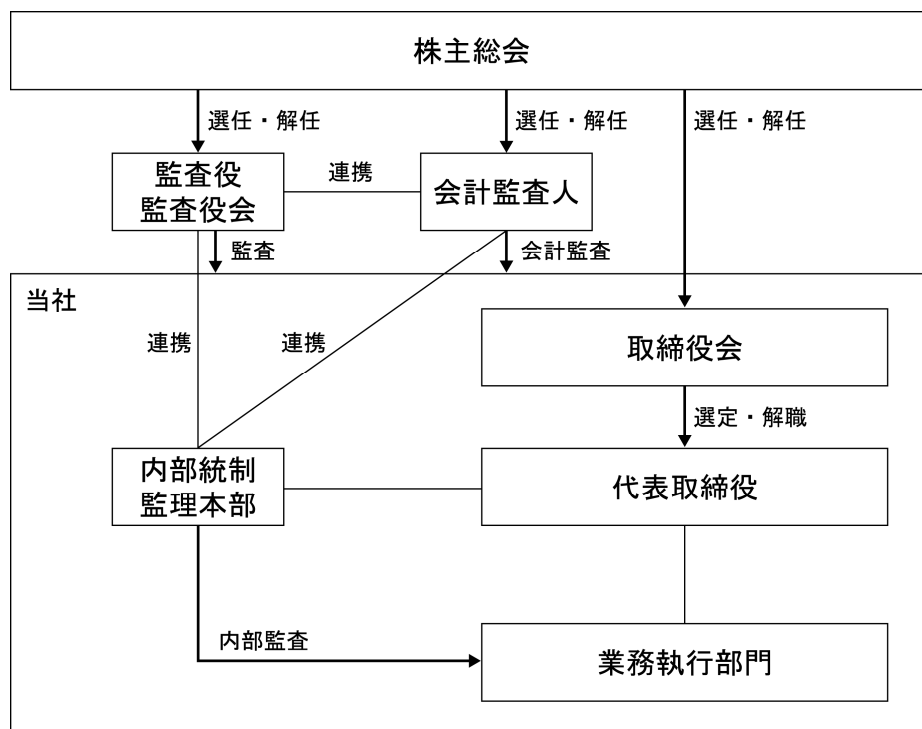 株主総会
選任・解任
選任・解任
選任・解任
監査役
監査役会
連携
会計監査人
監査
会計監査
当社
連携
連携
取締役会
選定・解職
内部統制
監理本部
代表取締役
内部監査
業務執行部門